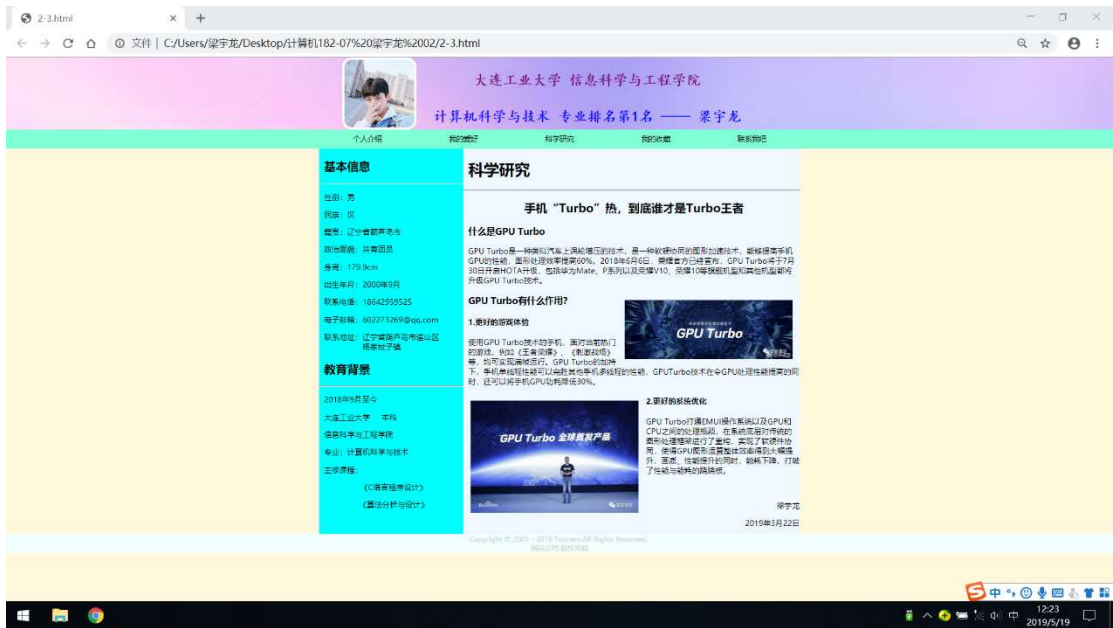 2-3.html
文件 | C:/Users/梁宇龙/Desktop/计算机182-07%20梁宇龙%2002/2-3.html
大连工业大学 信息科学与工程学院
计算机科学与技术 专业排名第1名 —— 梁宇龙
个人介绍 我的爱好 科学研究 我的收藏 联系我吧
基本信息
性别：男
民族：汉
籍贯：辽宁省葫芦岛市
政治面貌：共青团员
身高：179.9cm
出生年月：2000年9月
联系电话：18642959525
电子邮箱：602273269@qq.com
联系地址：辽宁省葫芦岛市连山区
杨家杖子镇
教育背景
2018年9月至今
大连工业大学 本科
信息科学与工程学院
专业：计算机科学与技术
主修课程：
《C语言程序设计》
《算法分析与设计》
科学研究
手机“Turbo”热，到底谁才是Turbo王者
什么是GPU Turbo
GPU Turbo是一种类似汽车上涡轮增压的技术，是一种软硬协同的图形加速技术，能够提高手机
GPU的性能，图形处理效率提高60%。2018年6月6日，荣耀官方已经宣布，GPU Turbo将于7月
30日开启HOTA升级，包括华为Mate、P系列以及荣耀V10、荣耀10等旗舰机型和其他机型都将
升级GPU Turbo技术。
GPU Turbo有什么作用?
1.更好的游戏体验
使用GPU Turbo技术的手机，面对当前热门
的游戏，例如《王者荣耀》、《刺激战场》
等，均可实现满帧运行。GPU Turbo的加持
下，手机单线程性能可以完胜其他手机多线程的性能，GPUTurbo技术在令GPU处理性能提高的同
时，还可以将手机GPU功耗降低30%。
GPU Turbo
GPU Turbo 全球首发产品
2.更好的系统优化
GPU Turbo打通EMUI操作系统以及GPU和
CPU之间的处理瓶颈，在系统底层对传统的
图形处理框架进行了重构，实现了软硬件协
同，使得GPU图形运算整体效率得到大幅提
升，画质、性能提升的同时，能耗下降，打破
了性能与能耗的跷跷板。
梁宇龙
2019年3月22日
Copyright © 2005 - 2019 Tencent.All Rights Reserved.
腾讯公司 版权所有
中
中
12:23
2019/5/19